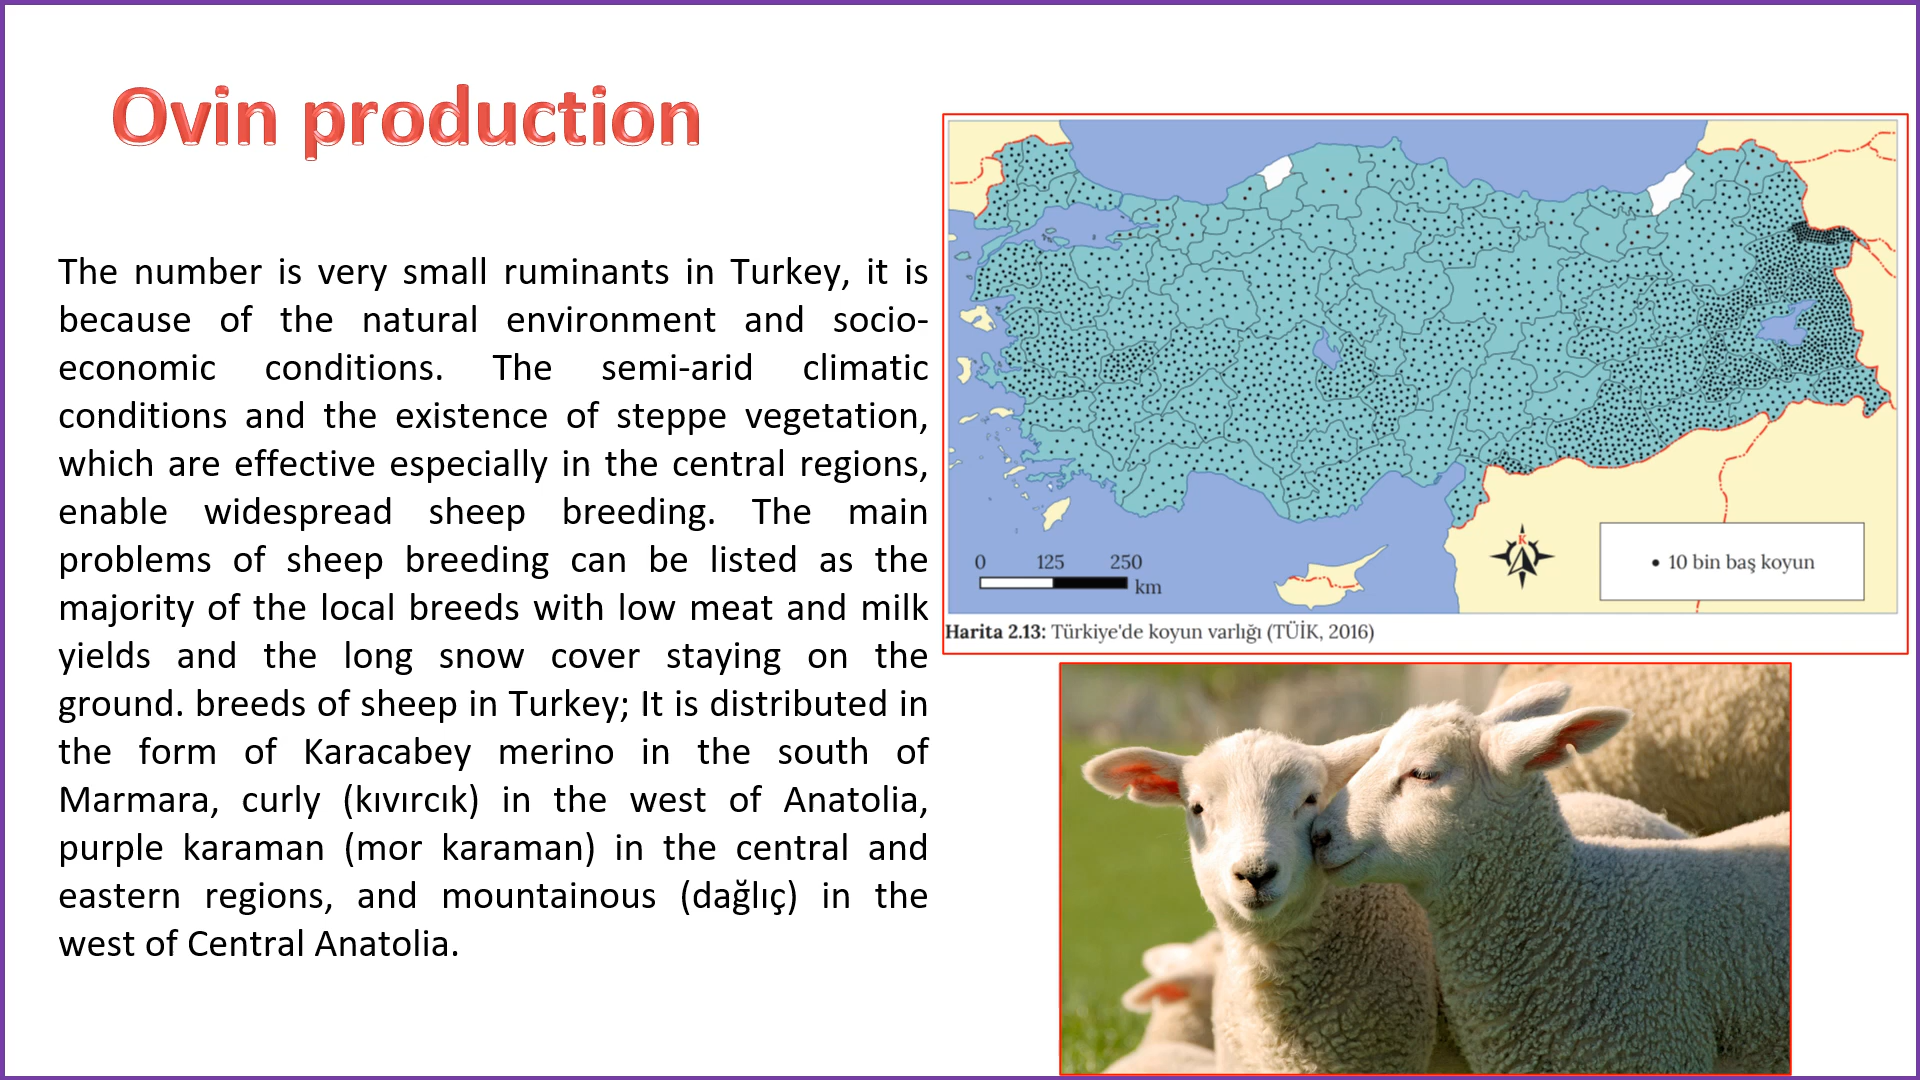 Ovin production
The number is very small ruminants in Turkey, it is
because of the natural environment and socio-
economic conditions. The semi-arid climatic
conditions and the existence of steppe vegetation,
which are effective especially in the central regions,
enable widespread sheep breeding. The main
problems of sheep breeding can be listed as the
majority of the local breeds with low meat and milk
yields and the long snow cover staying on the
ground. breeds of sheep in Turkey; It is distributed in
the form of Karacabey merino in the south of
Marmara, curly (kıvırcık) in the west of Anatolia,
purple karaman (mor karaman) in the central and
eastern regions, and mountainous (dağlıç) in the
west of Central Anatolia.
0 125 250
km
K
• 10 bin baş koyun
Harita 2.13: Türkiye'de koyun varlığı (TÜİK, 2016)